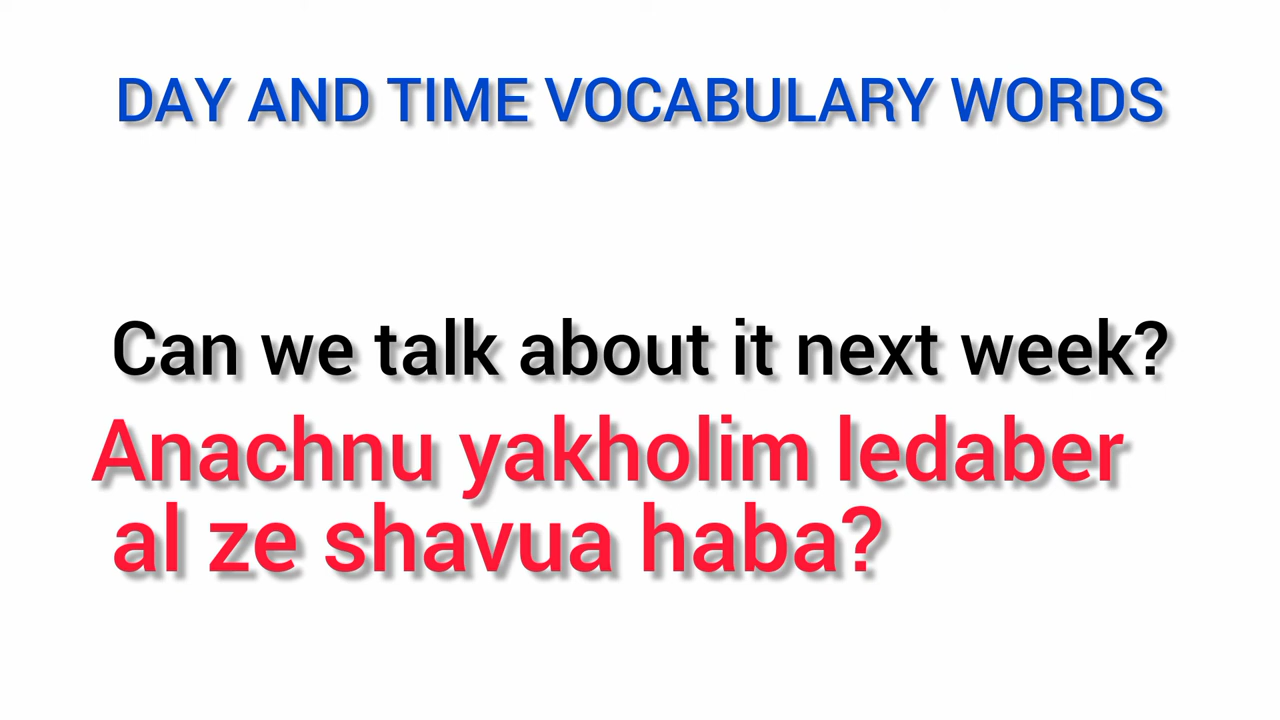 DAY AND TIME VOCABULARY WORDS
Can we talk about it next week?
Anachnu yakholim ledaber
al ze shavua haba?